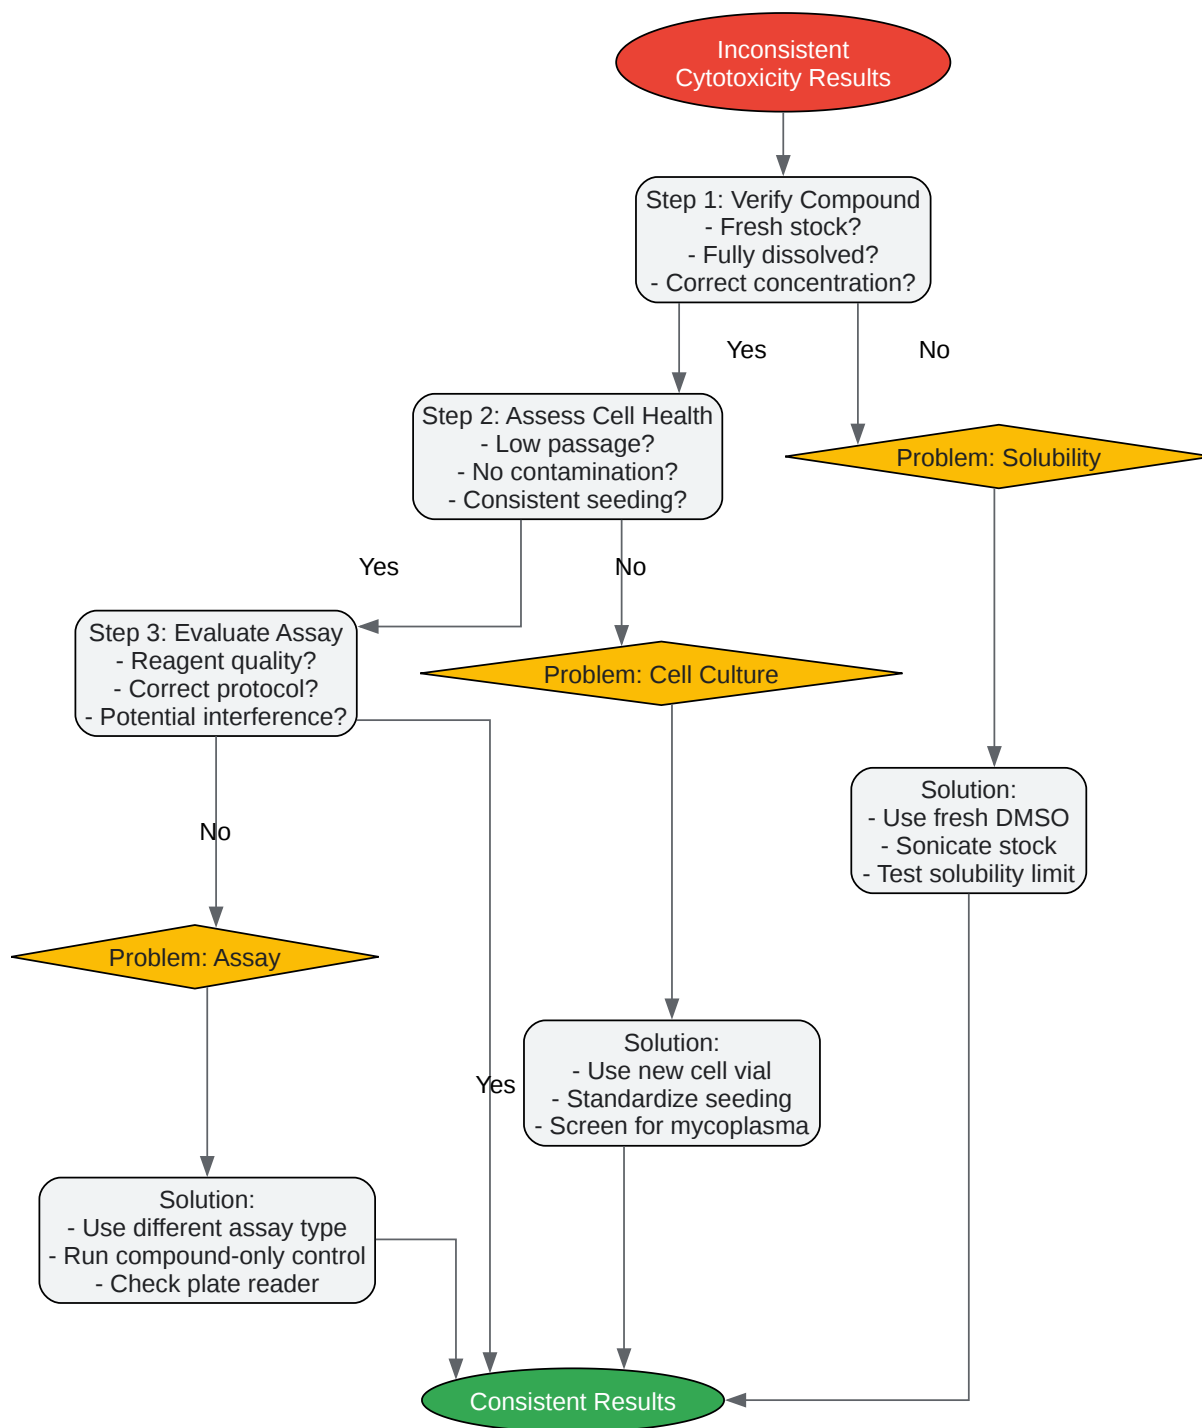 Inconsistent
Cytotoxicity Results
Step 1: Verify Compound
- Fresh stock?
- Fully dissolved?
- Correct concentration?
Yes
No
Step 2: Assess Cell Health
- Low passage?
- No contamination?
- Consistent seeding?
Problem: Solubility
Yes
No
Step 3: Evaluate Assay
- Reagent quality?
- Correct protocol?
- Potential interference?
Problem: Cell Culture
Solution:
- Use fresh DMSO
- Sonicate stock
- Test solubility limit
No
Problem: Assay
Solution:
- Use new cell vial
- Standardize seeding
- Screen for mycoplasma
Yes
Solution:
- Use different assay type
- Run compound-only control
- Check plate reader
Consistent Results